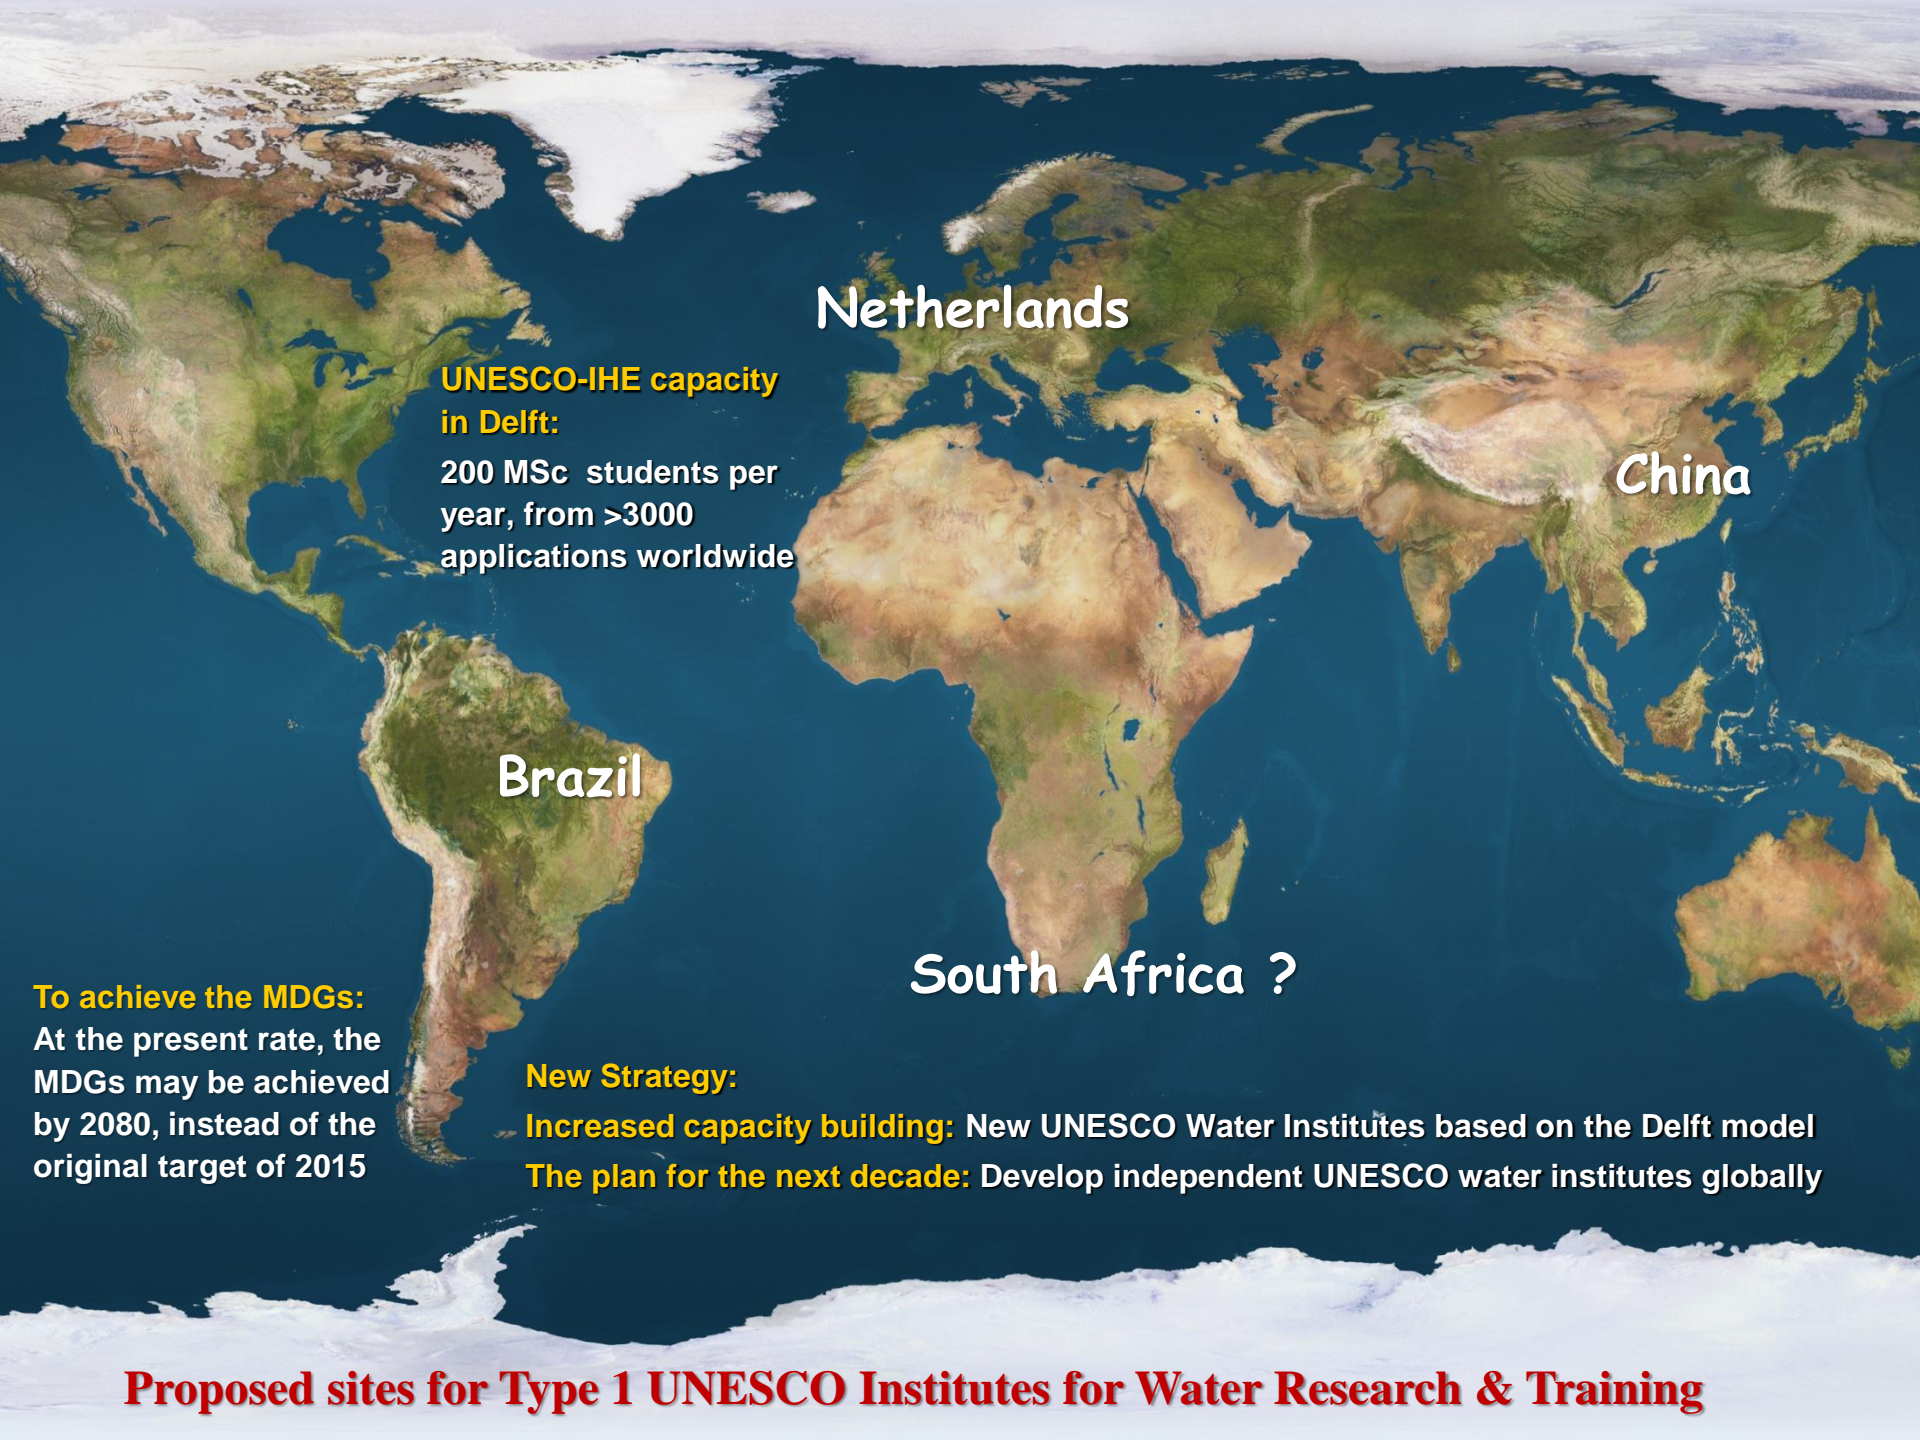 Netherlands
UNESCO-IHE capacity
in Delft:
200 MSc students per
year, from >3000
applications worldwide
China
Brazil
South Africa ?
To achieve the MDGs:
At the present rate, the
MDGs may be achieved
by 2080, instead of the
original target of 2015
New Strategy:
Increased capacity building: New UNESCO Water Institutes based on the Delft model
The plan for the next decade: Develop independent UNESCO water institutes globally
Proposed sites for Type 1 UNESCO Institutes for Water Research & Training